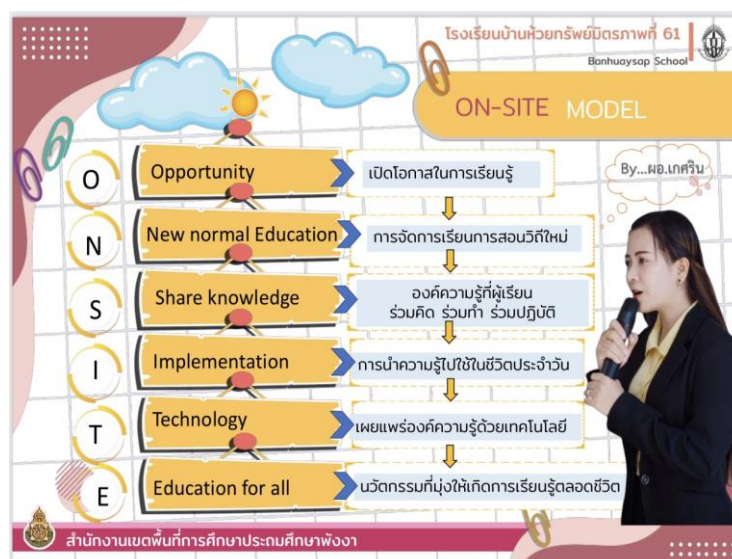 โรงเรียนบ้านห้วยทรัพย์มิตรภาพที่ 61
Banhuaysap School
ON-SITE MODEL
By...ผอ.เกศริน
O
Opportunity
เปิดโอกาสในการเรียนรู้
N
New normal Education
การจัดการเรียนการสอนวิถีใหม่
S
Share knowledge
องค์ความรู้ที่ผู้เรียน
ร่วมคิด ร่วมทำ ร่วมปฏิบัติ
I
Implementation
การนำความรู้ไปใช้ในชีวิตประจำวัน
T
Technology
เผยแพร่องค์ความรู้ด้วยเทคโนโลยี
E
Education for all
นวัตกรรมที่มุ่งให้เกิดการเรียนรู้ตลอดชีวิต
สำนักงานเขตพื้นที่การศึกษาประถมศึกษาพังงา